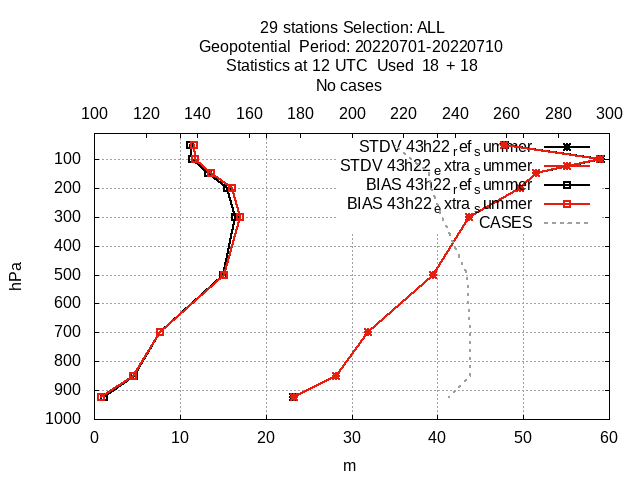 29 stations Selection: ALL
Geopotential Period: 20220701-20220710
Statistics at 12 UTC Used 18 + 18
No cases
100 120 140 160 180 200 220 240 260 280 300
STDV 43h22_ref_summer
STDV 43h22_extra_summer
BIAS 43h22_ref_summer
BIAS 43h22_extra_summer
CASES
100
200
300
400
500
600
700
800
900
1000
hPa
0 10 20 30 40 50 60
m